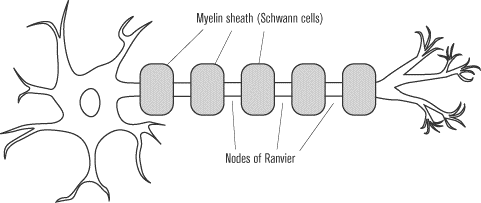 Myelin sheath (Schwann cells)
Nodes of Ranvier